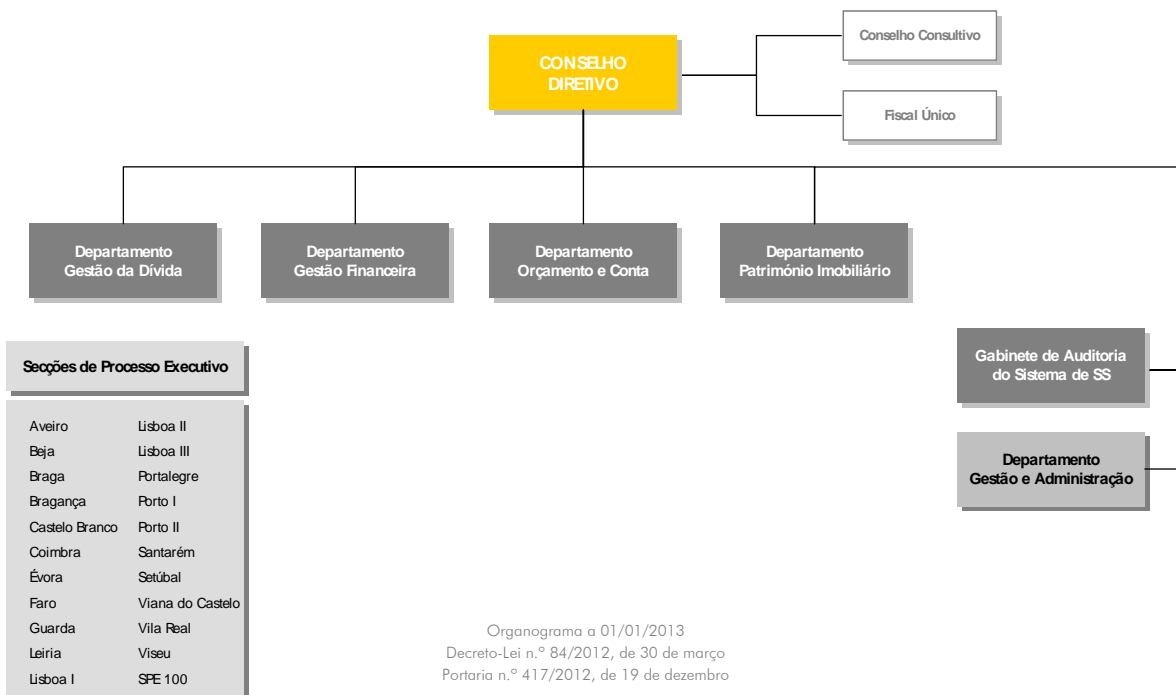 CONSELHO
DIRETIVO
Conselho Consultivo
Fiscal Único
Departamento
Gestão da Dívida
Departamento
Gestão Financeira
Departamento
Orçamento e Conta
Departamento
Património Imobiliário
Secções de Processo Executivo
Aveiro Lisboa II
Beja Lisboa III
Braga Portalegre
Bragança Porto I
Castelo Branco Porto II
Coimbra Santarém
Évora Setúbal
Faro Viana do Castelo
Guarda Vila Real
Leiria Viseu
Lisboa I SPE 100
Gabinete de Auditoria
do Sistema de SS
Departamento
Gestão e Administração
Organograma a 01/01/2013
Decreto-Lei n.º 84/2012, de 30 de março
Portaria n.º 417/2012, de 19 de dezembro